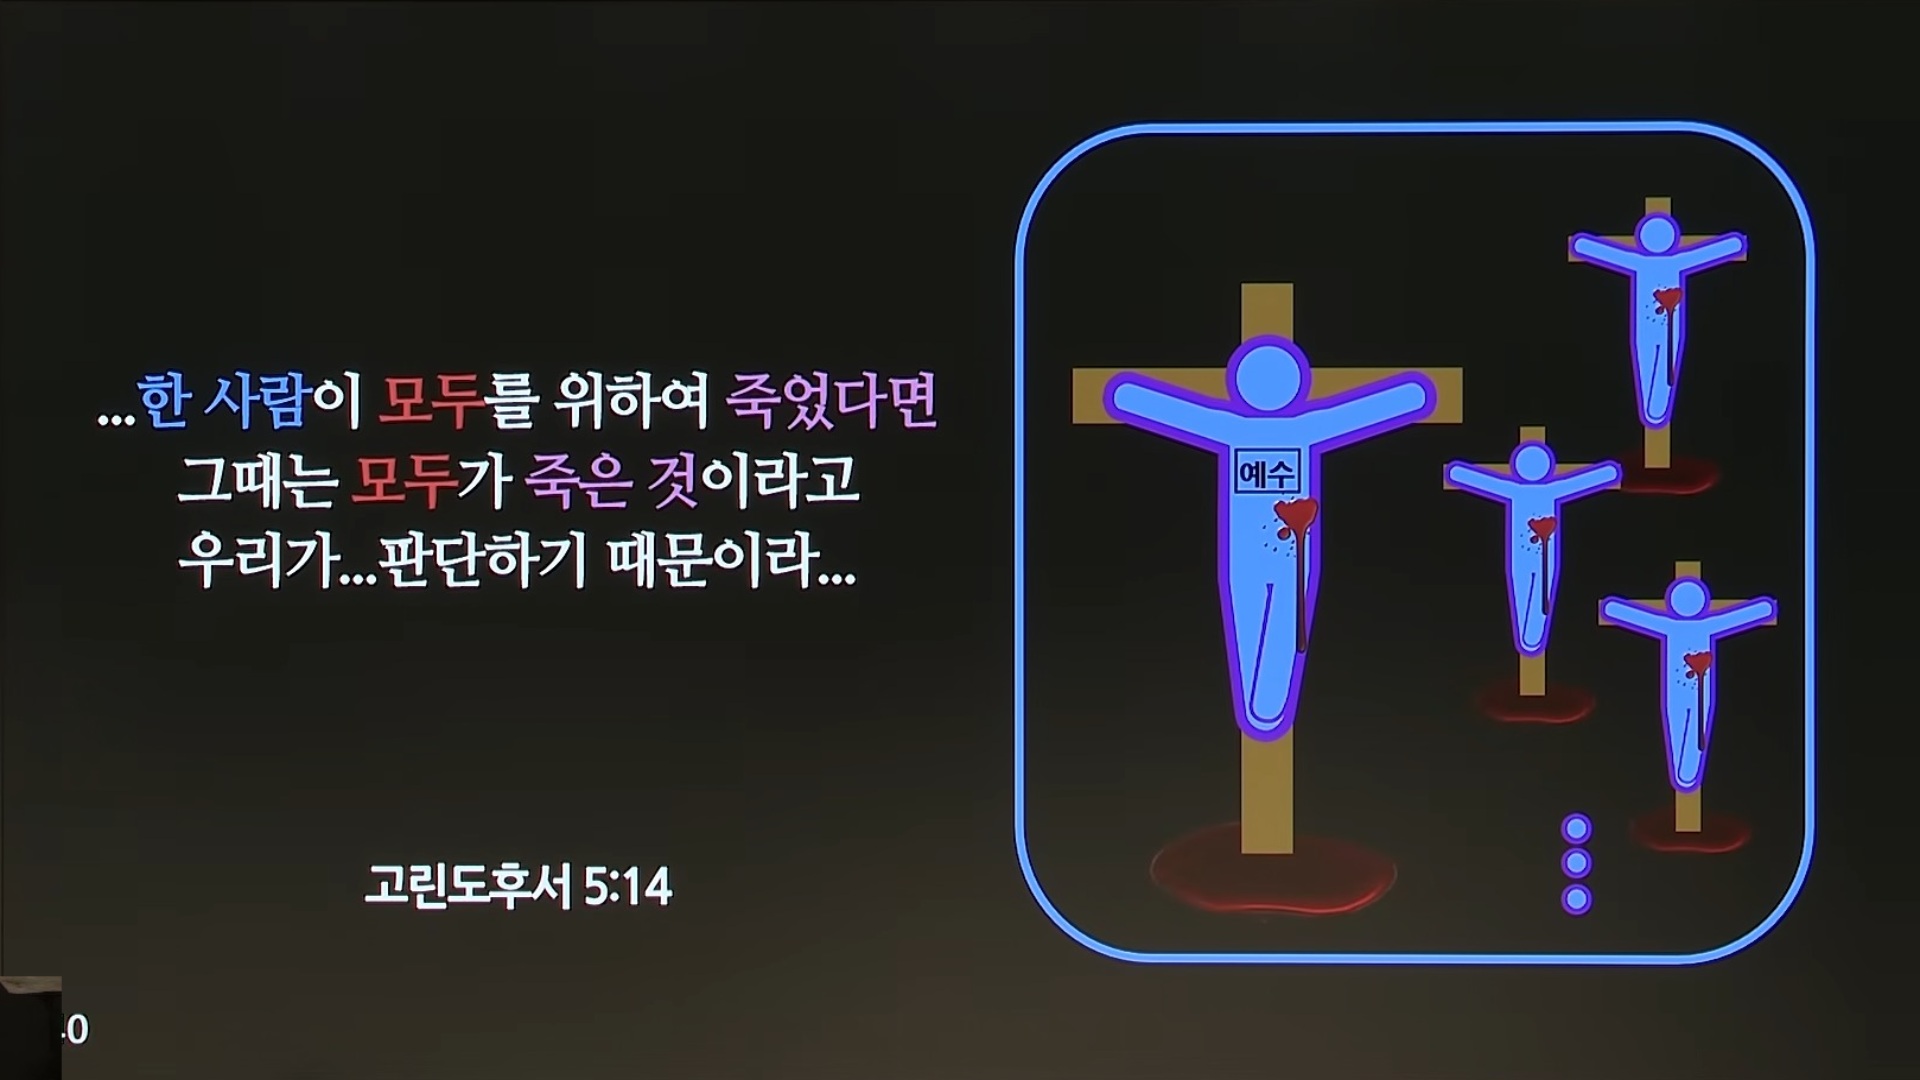 ...한 사람이 모두를 위하여 죽었다면
그때는 모두가 죽은 것이라고
우리가...판단하기 때문이라...
고린도후서 5:14
예수